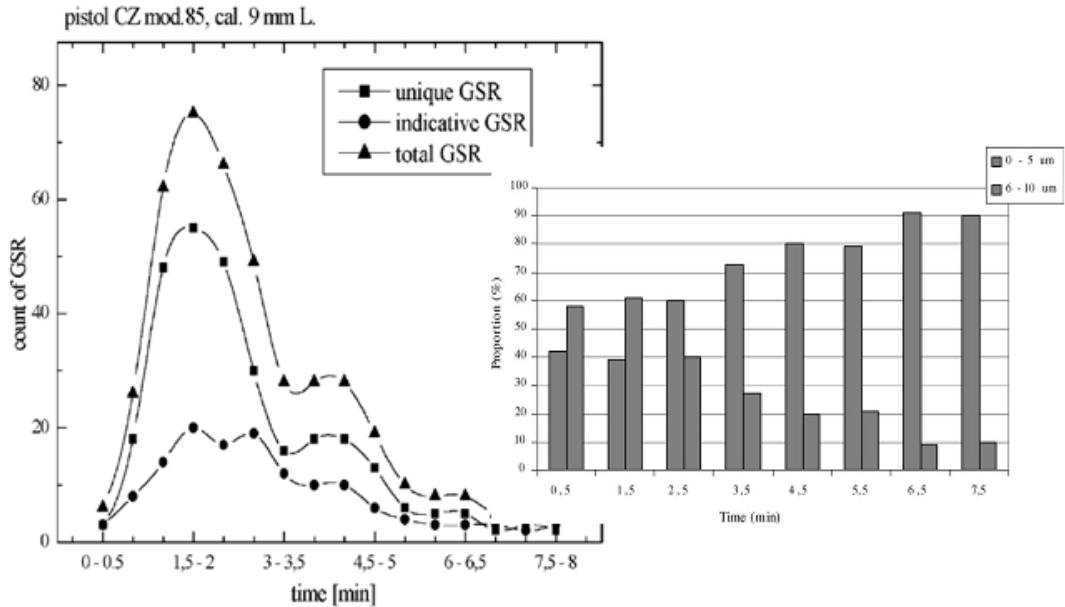 pistol CZ mod.85, cal. 9 mm L.
80
60
40
20
0
count of GSR
unique GSR
indicative GSR
total GSR
0 - 0.5
1,5 - 2
3 - 3,5
4,5 - 5
6 - 6,5
7,5 - 8
time [min]
0 - 5 um
6 - 10 um
100
90
80
70
60
50
40
30
20
10
0
Proportion (%)
0,5
1,5
2,5
3,5
4,5
5,5
6,5
7,5
Time (min)